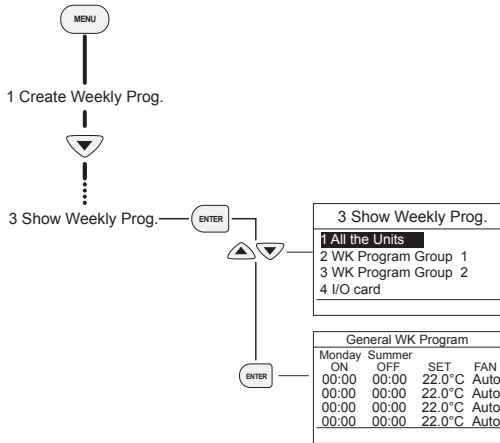 MENU
1 Create Weekly Prog.
3 Show Weekly Prog.
ENTER
3 Show Weekly Prog.
1 All the Units
2 WK Program Group 1
3 WK Program Group 2
4 I/O card
ENTER
General WK Program
Monday Summer
ON OFF SET FAN
00:00 00:00 22.0°C Auto
00:00 00:00 22.0°C Auto
00:00 00:00 22.0°C Auto
00:00 00:00 22.0°C Auto